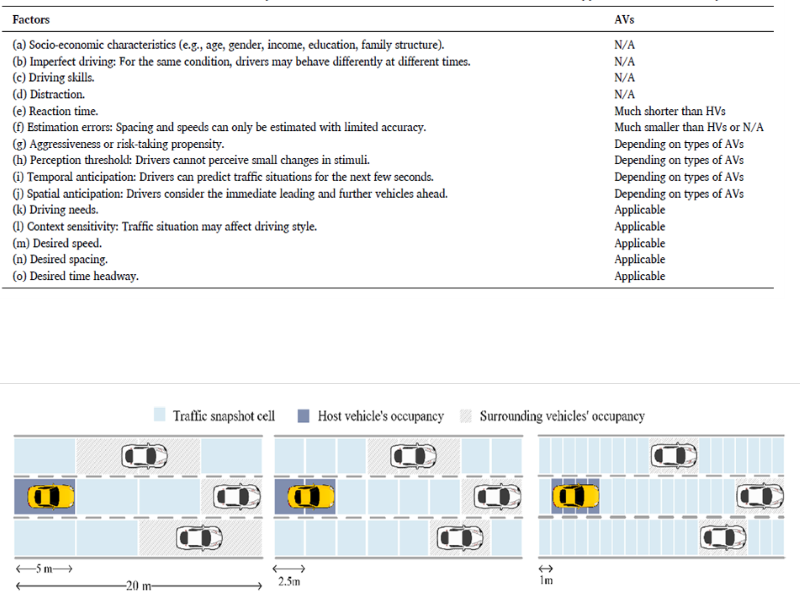 Factors AVs
(a) Socio-economic characteristics (e.g., age, gender, income, education, family structure). N/A
(b) Imperfect driving: For the same condition, drivers may behave differently at different times. N/A
(c) Driving skills. N/A
(d) Distraction. N/A
(e) Reaction time. Much shorter than HVs
(f) Estimation errors: Spacing and speeds can only be estimated with limited accuracy. Much smaller than HVs or N/A
(g) Aggressiveness or risk-taking propensity. Depending on types of AVs
(h) Perception threshold: Drivers cannot perceive small changes in stimuli. Depending on types of AVs
(i) Temporal anticipation: Drivers can predict traffic situations for the next few seconds. Depending on types of AVs
(j) Spatial anticipation: Drivers consider the immediate leading and further vehicles ahead. Depending on types of AVs
(k) Driving needs. Applicable
(l) Context sensitivity: Traffic situation may affect driving style. Applicable
(m) Desired speed. Applicable
(n) Desired spacing. Applicable
(o) Desired time headway. Applicable
Traffic snapshot cell Host vehicle's occupancy Surrounding vehicles' occupancy
5 m 2.5m 1m
20 m